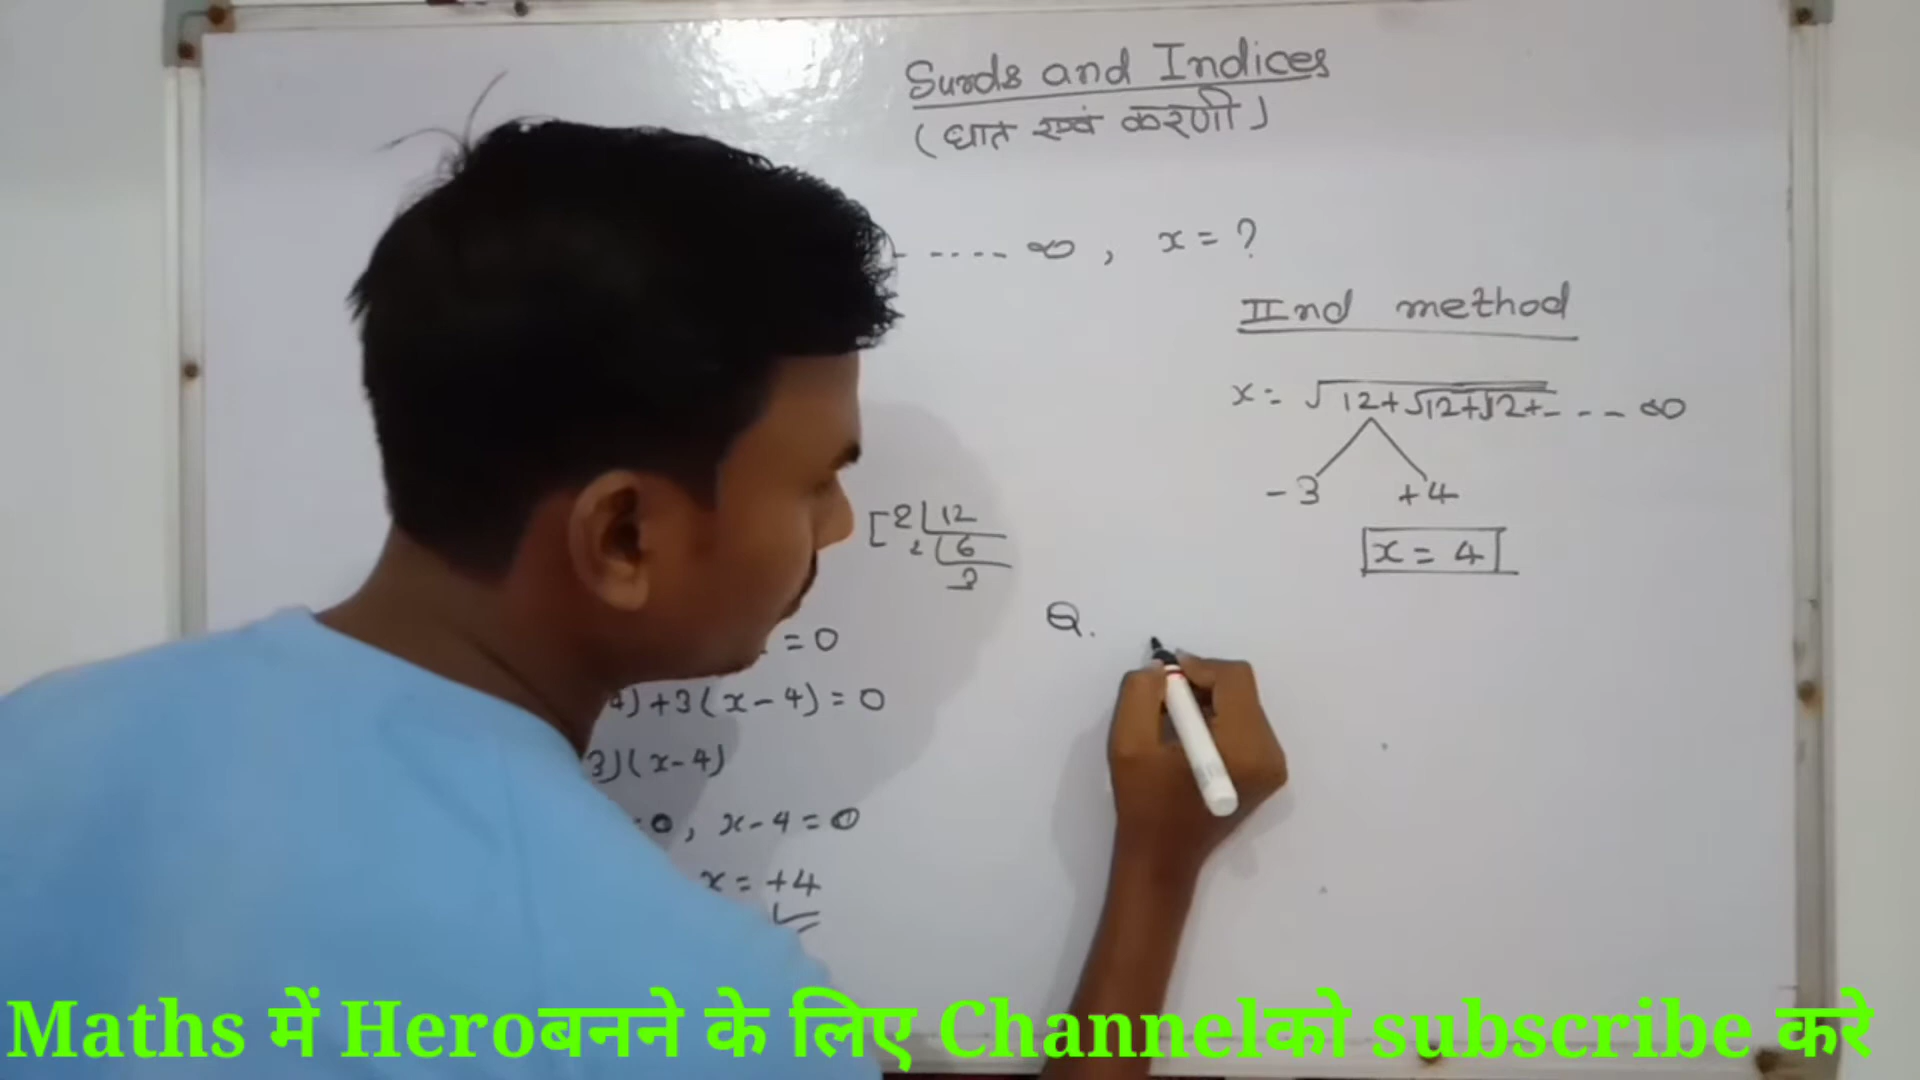 Surds and Indices
(घात एवं करणी)
- ---- ∞ , x = ?
IInd method
x = √12+√12+√12+- - - ∞
-3 +4
x = 4
[2 | 12
2 | 6
3
Q.
= 0
4) + 3 (x - 4) = 0
3) (x - 4)
= 0 , x - 4 = 0
x = +4
Maths में Heroबनने के लिए Channelको subscribe करे